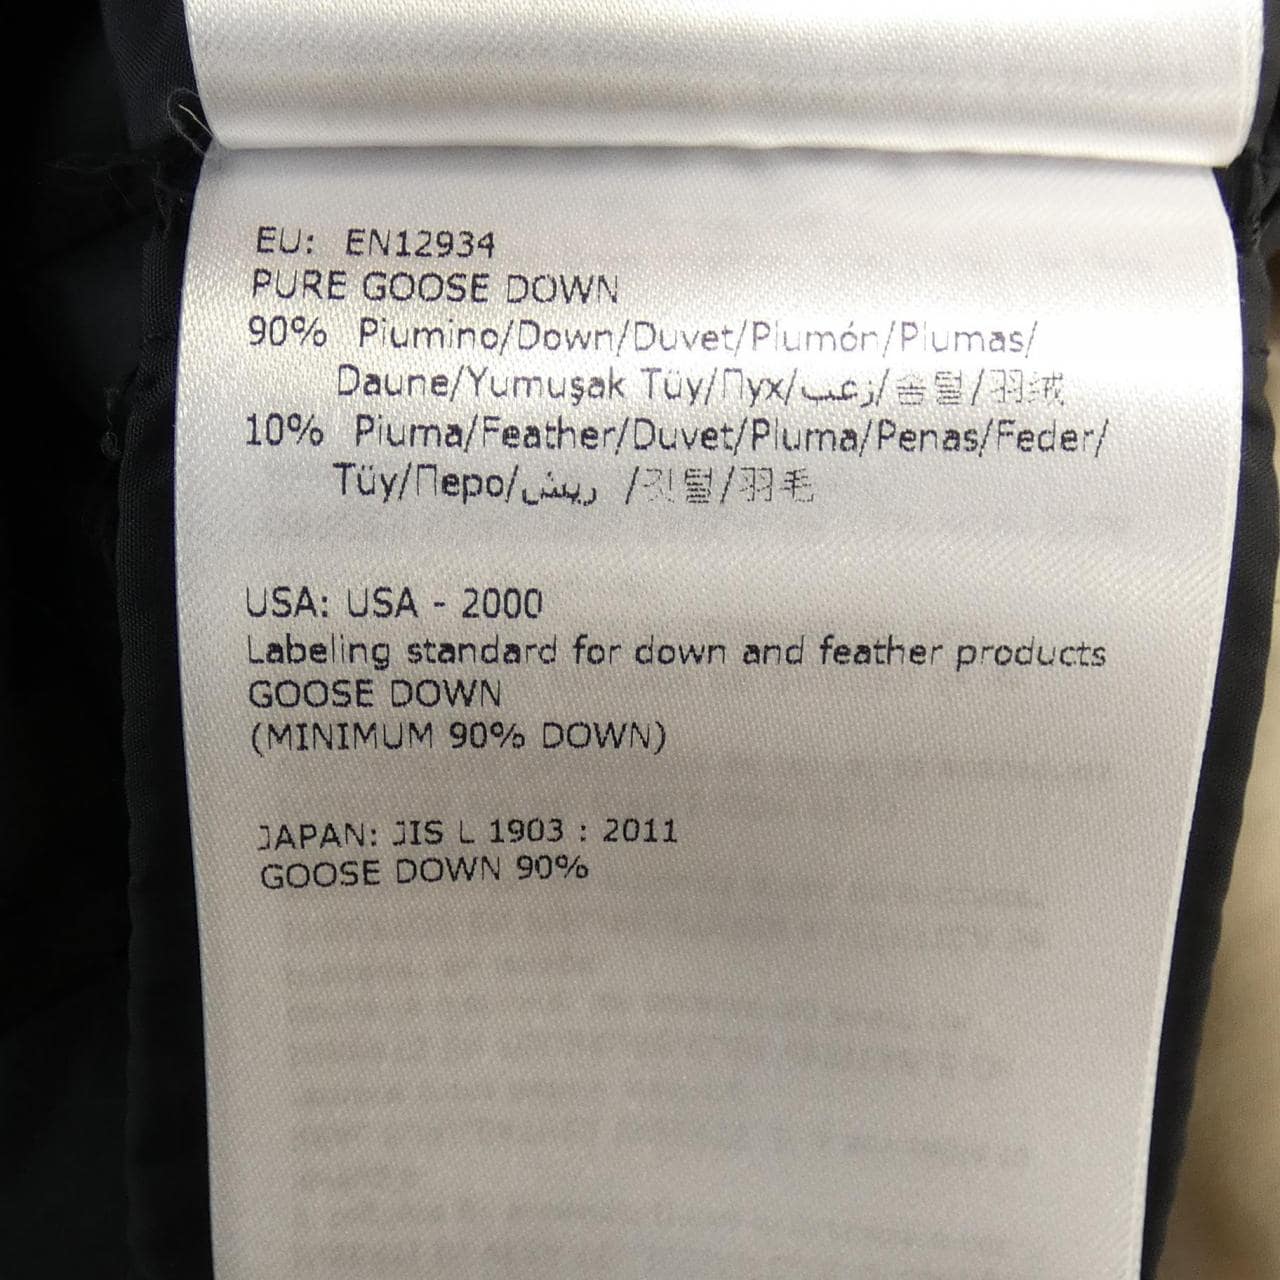 EU: EN12934
PURE GOOSE DOWN
90% Piumino/Down/Duvet/Plumón/Plumas/
Daune/Yumuşak Tüy/Пух/زغب/솜털/羽绒
10% Piuma/Feather/Duvet/Pluma/Penas/Feder/
Tüy/Перо/ريش /깃털/羽毛
USA: USA - 2000
Labeling standard for down and feather products
GOOSE DOWN
(MINIMUM 90% DOWN)
JAPAN: JIS L 1903 : 2011
GOOSE DOWN 90%